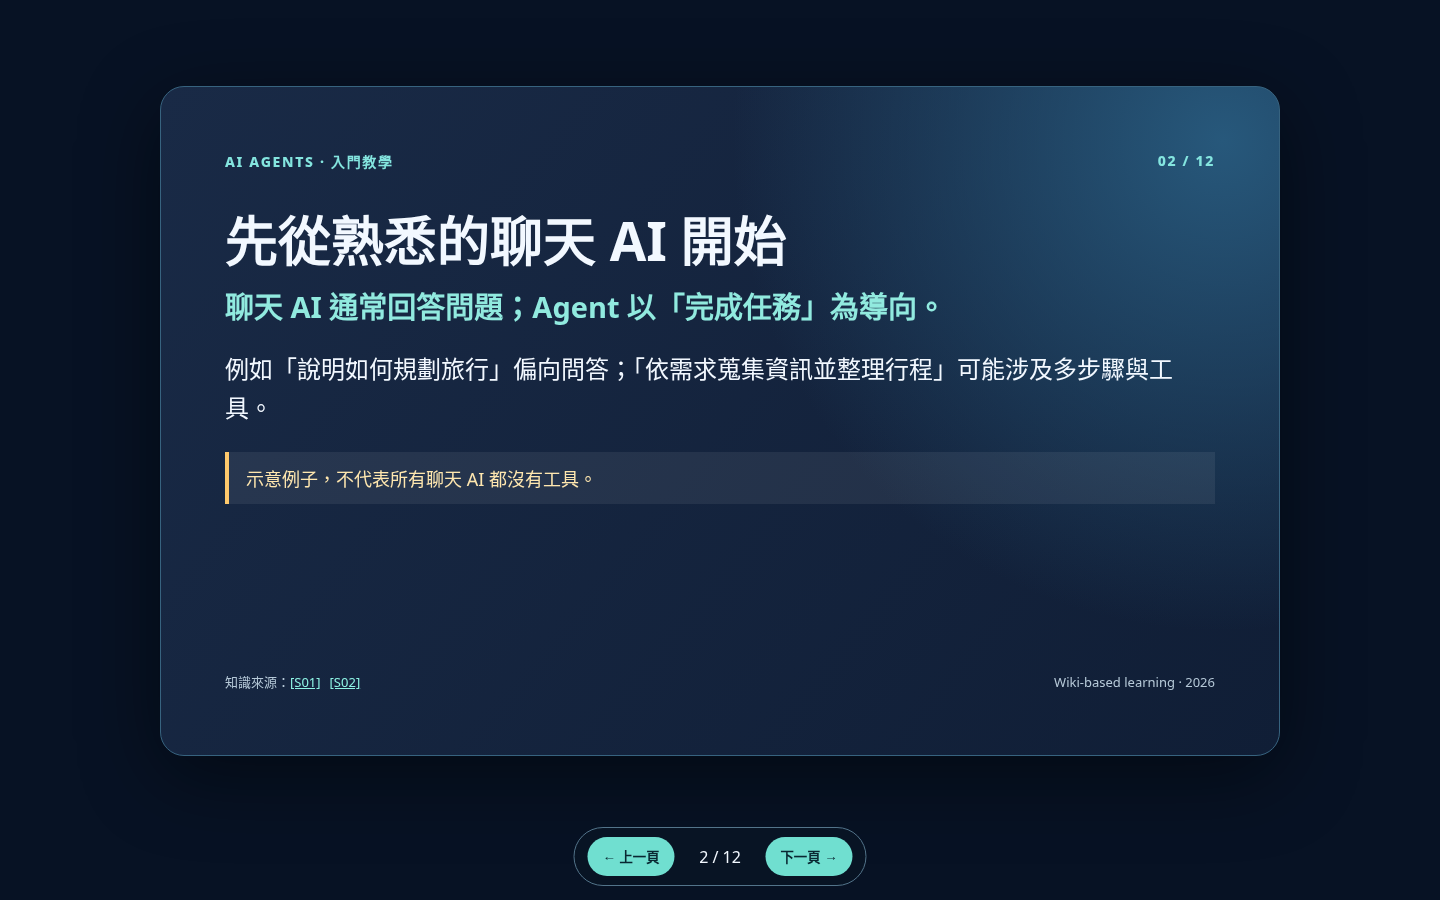 AI AGENTS · 入門教學
02 / 12
先從熟悉的聊天 AI 開始
聊天 AI 通常回答問題；Agent 以「完成任務」為導向。
例如「說明如何規劃旅行」偏向問答；「依需求蒐集資訊並整理行程」可能涉及多步驟與工
具。
示意例子，不代表所有聊天 AI 都沒有工具。
知識來源：[S01] [S02]
Wiki-based learning · 2026
← 上一頁
2 / 12
下一頁 →